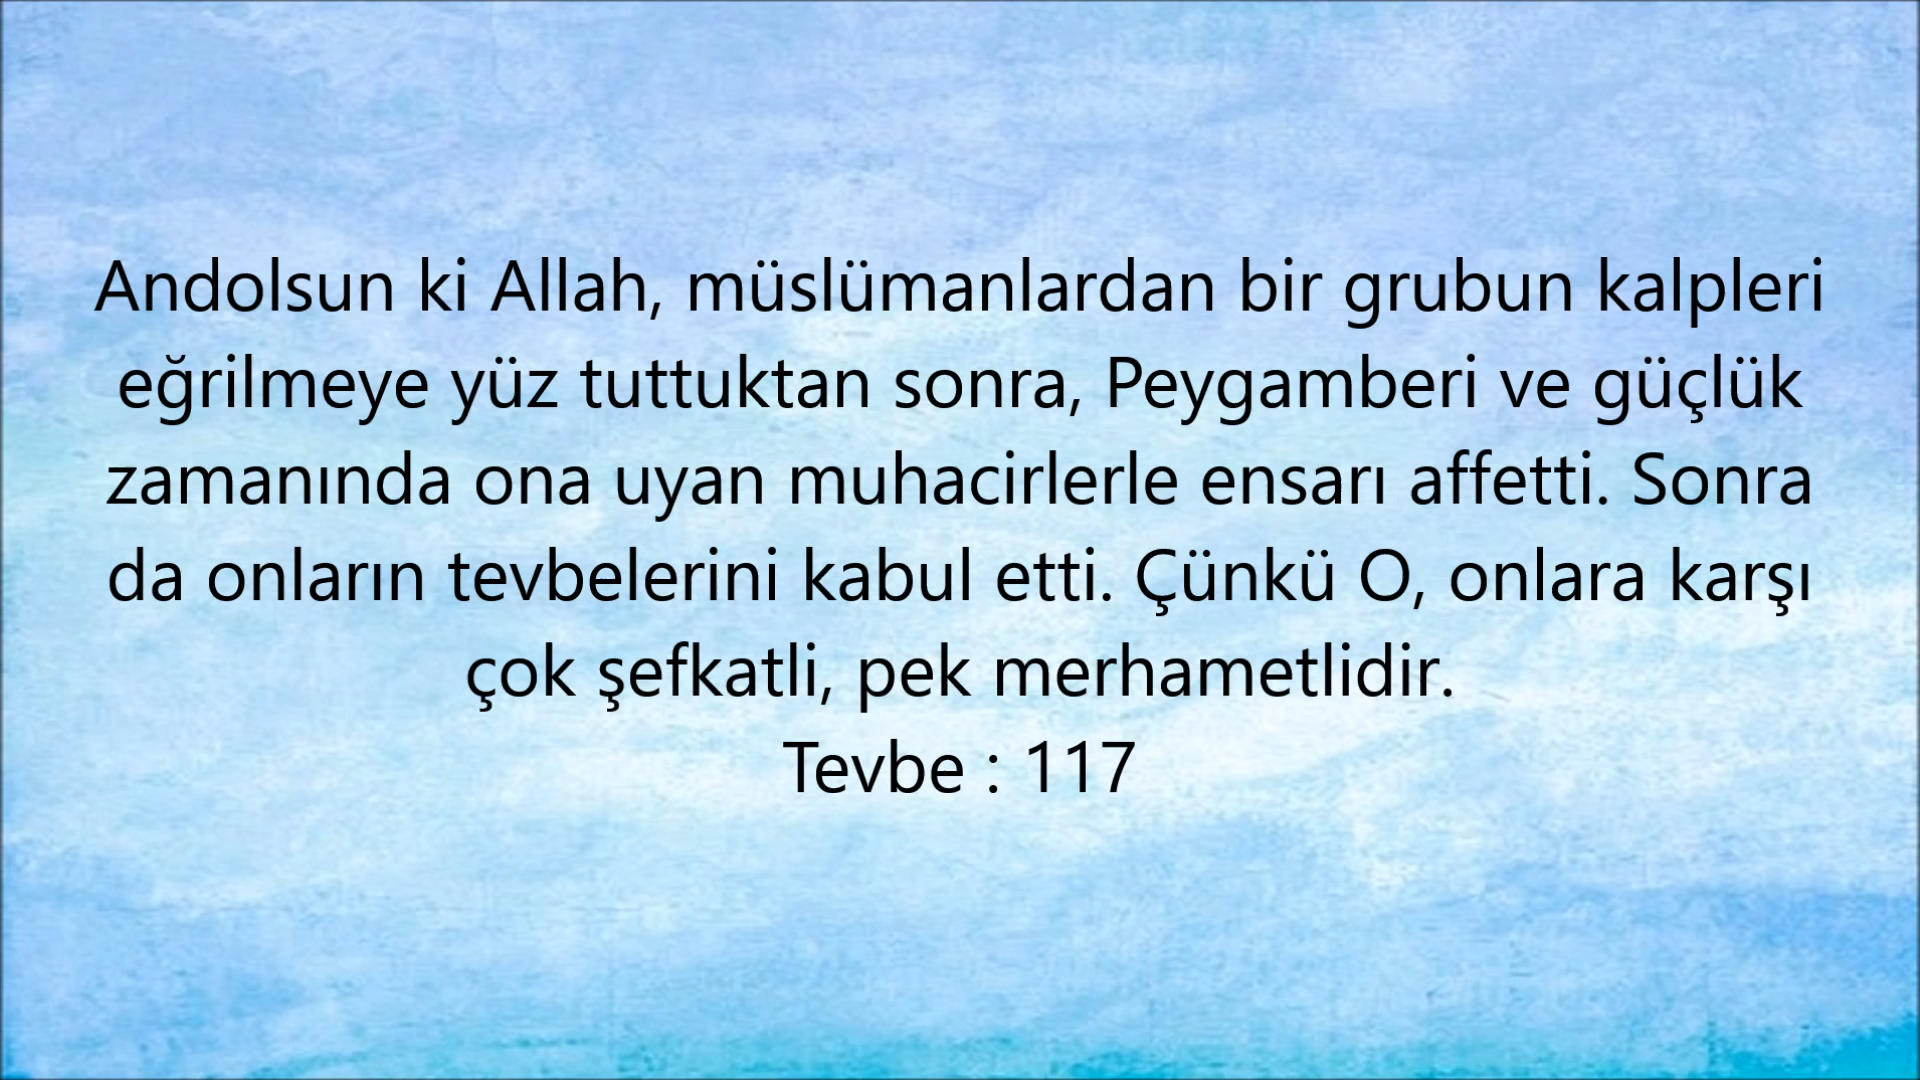 Andolsun ki Allah, müslümanlardan bir grubun kalpleri
eğrilmeye yüz tuttuktan sonra, Peygamberi ve güçlük
zamanında ona uyan muhacirlerle ensarı affetti. Sonra
da onların tevbelerini kabul etti. Çünkü O, onlara karşı
çok şefkatli, pek merhametlidir.
Tevbe : 117